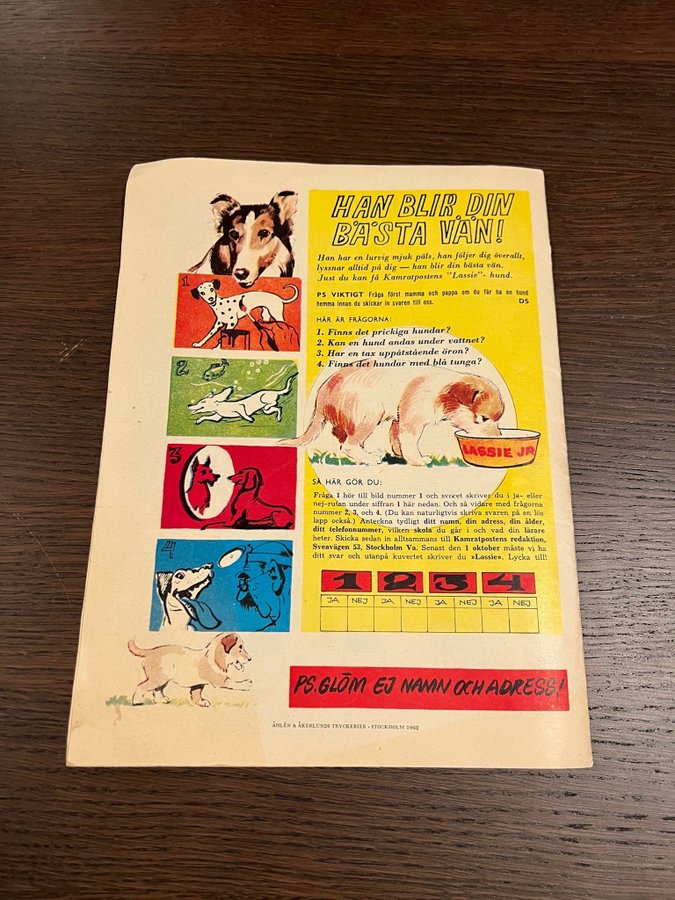 HAN BLIR DIN
BÄSTA VÄN!
Han har en lurvig mjuk päls, han följer dig överallt,
lyssnar alltid på dig — han blir din bästa vän.
Just du kan få Kamratpostens "Lassie"- hund.
PS VIKTIGT Fråga först mamma och pappa om du får ha en hund
hemma innan du skickar in svaren till oss. DS
HÄR ÄR FRÅGORNA:
1. Finns det prickiga hundar?
2. Kan en hund andas under vattnet?
3. Har en tax uppåtstående öron?
4. Finns det hundar med blå tunga?
1
2
3
4
LASSIE JR
SÅ HÄR GÖR DU:
Fråga 1 hör till bild nummer 1 och svaret skriver du i ja- eller
nej-rutan under siffran 1 här nedan. Och så vidare med frågorna
nummer 2, 3, och 4. (Du kan naturligtvis skriva svaren på en lös
lapp också.) Anteckna tydligt ditt namn, din adress, din ålder,
ditt telefonnummer, vilken skola du går i och vad din lärare
heter. Skicka sedan in alltsammans till Kamratpostens redaktion,
Sveavägen 53, Stockholm Va. Senast den 1 oktober måste vi ha
ditt svar och utanpå kuvertet skriver du »Lassie». Lycka till!
1 2 3 4
JA NEJ JA NEJ JA NEJ JA NEJ
PS. GLÖM EJ NAMN OCH ADRESS!
ÅHLÉN & ÅKERLUNDS TRYCKERIER - STOCKHOLM 1962